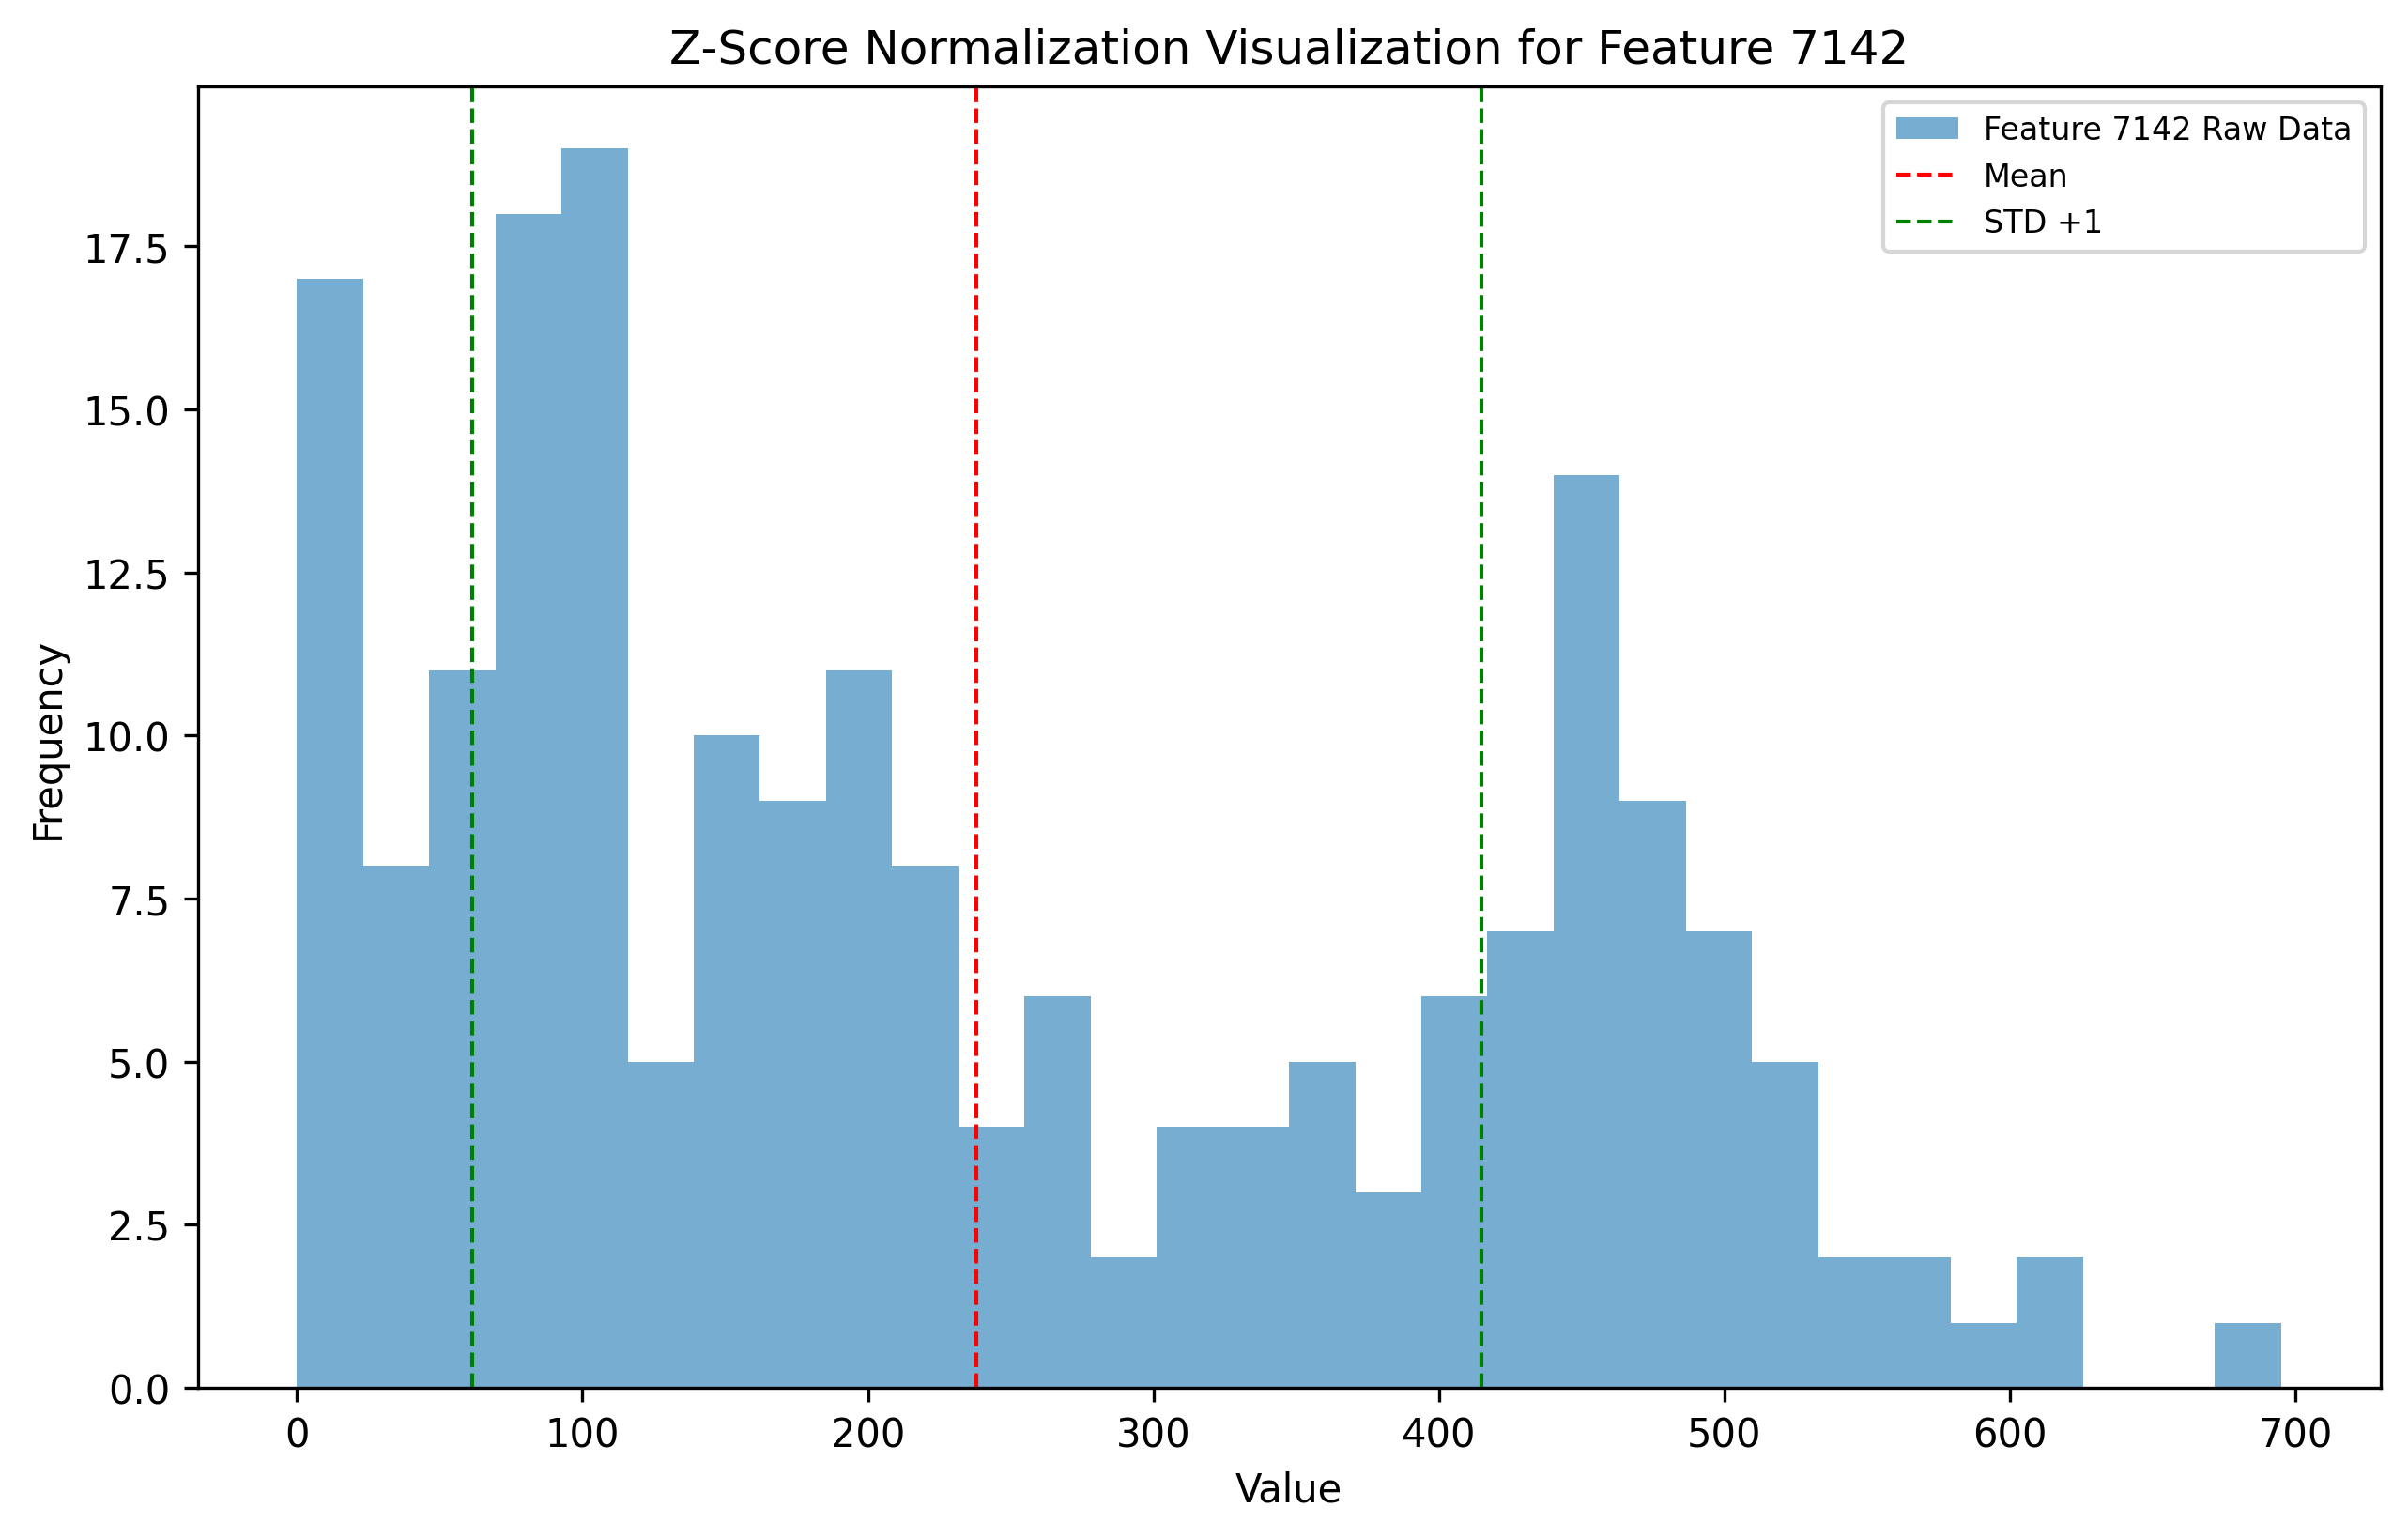 Z-Score Normalization Visualization for Feature 7142
Feature 7142 Raw Data
Mean
STD +1
17.5
15.0
12.5
10.0
7.5
5.0
2.5
0.0
Frequency
0 100 200 300 400 500 600 700
Value